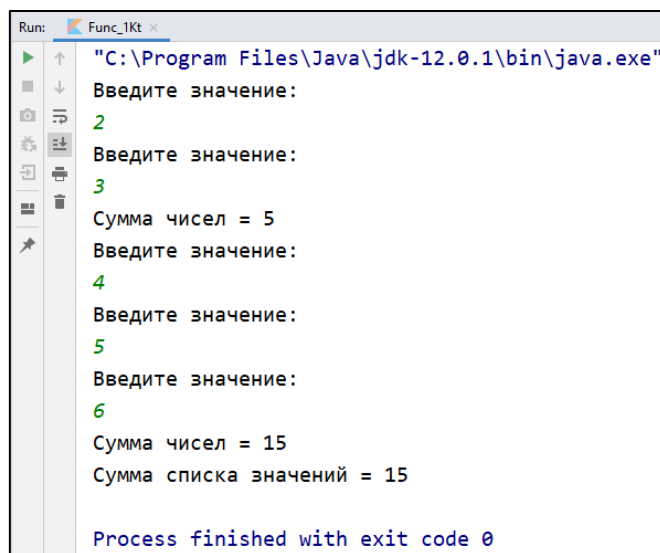 Run: Func_1Kt
"C:\Program Files\Java\jdk-12.0.1\bin\java.exe"
Введите значение:
2
Введите значение:
3
Сумма чисел = 5
Введите значение:
4
Введите значение:
5
Введите значение:
6
Сумма чисел = 15
Сумма списка значений = 15
Process finished with exit code 0